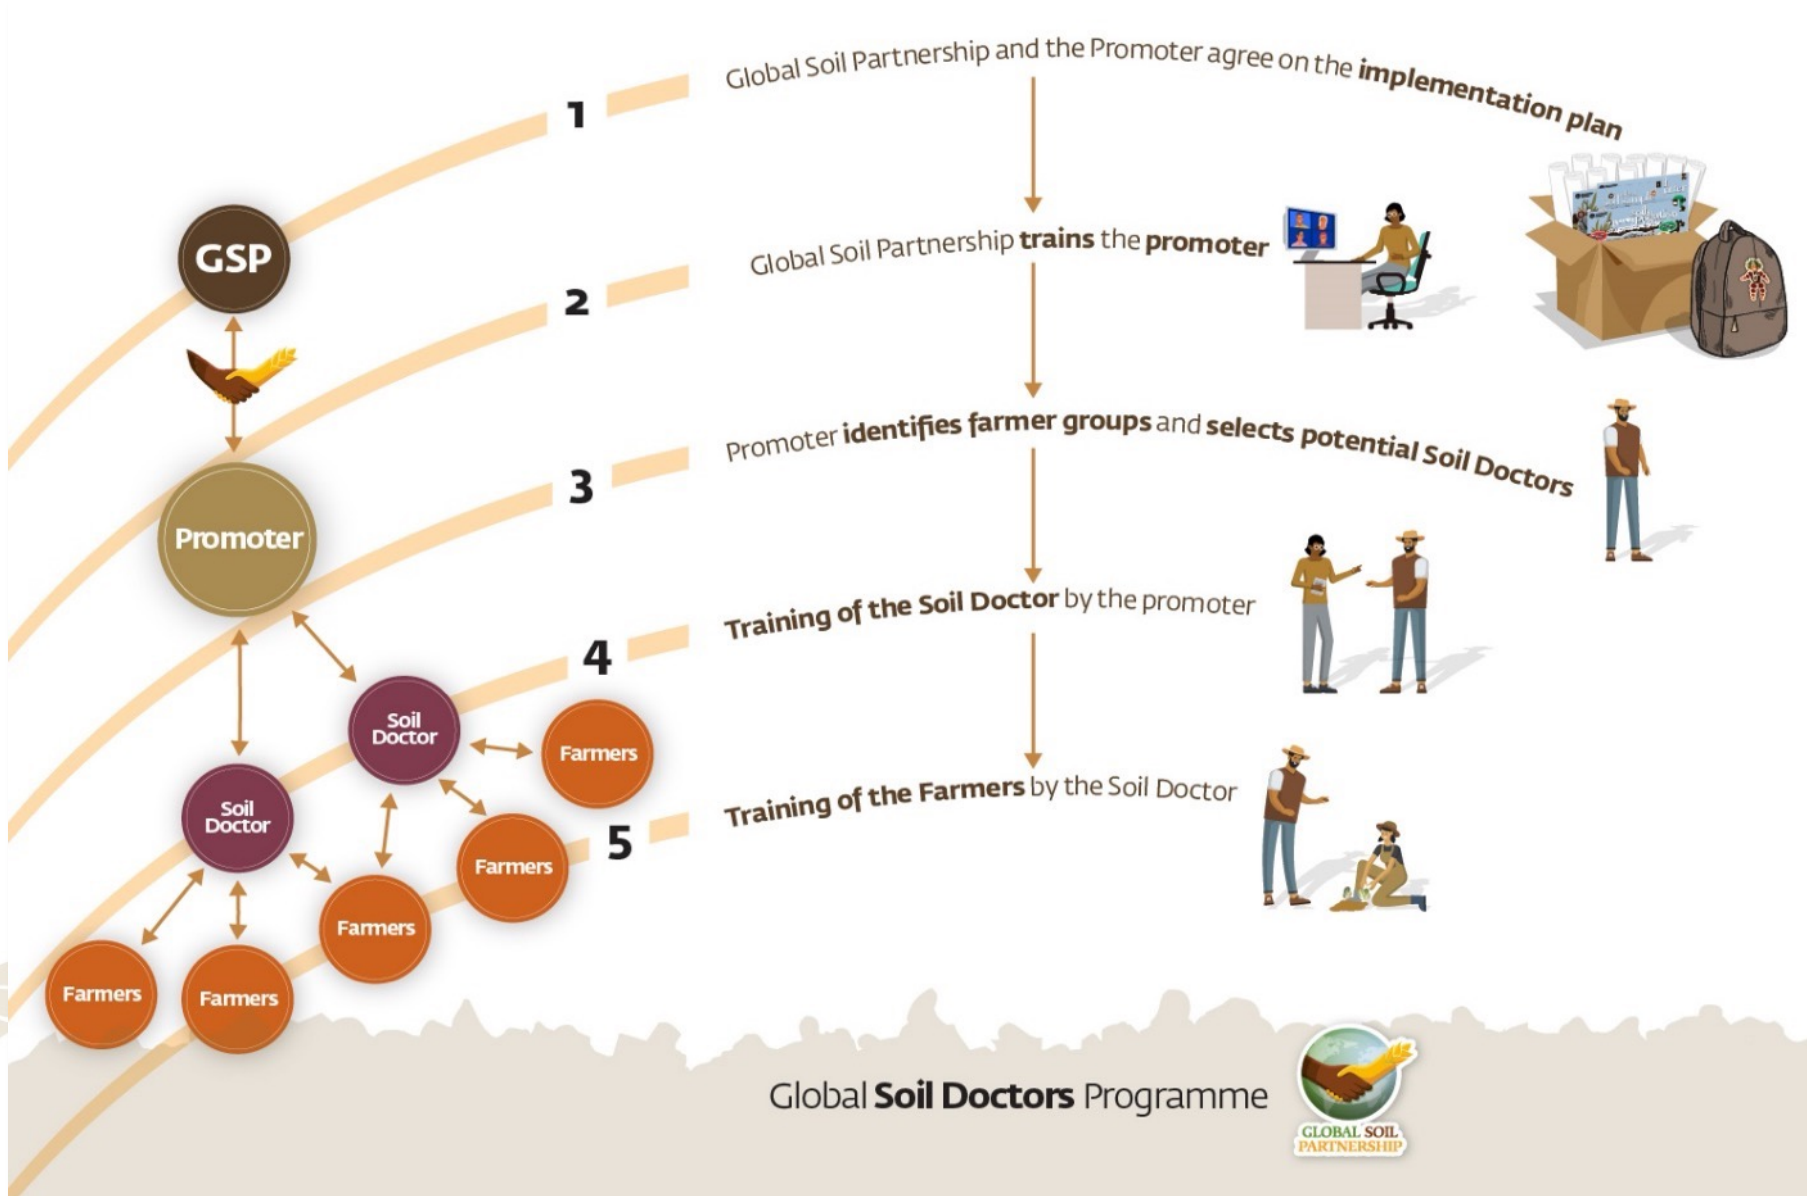 1
Global Soil Partnership and the Promoter agree on the implementation plan
GSP
2
Global Soil Partnership trains the promoter
3
Promoter identifies farmer groups and selects potential Soil Doctors
Promoter
4
Training of the Soil Doctor by the promoter
Soil
Doctor
Farmers
5
Training of the Farmers by the Soil Doctor
Soil
Doctor
Farmers
Farmers
Farmers
Farmers
Global Soil Doctors Programme
GLOBAL SOIL
PARTNERSHIP